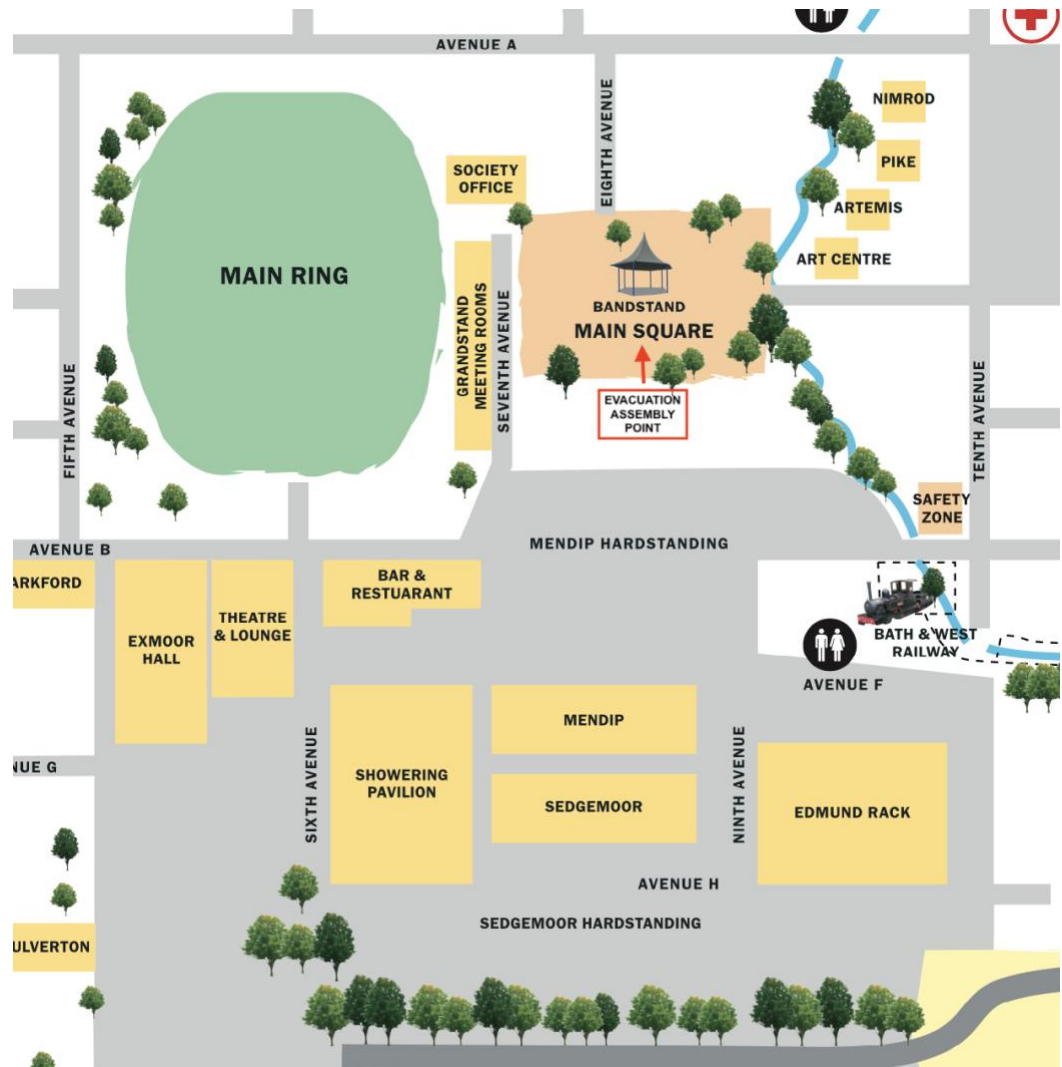 AVENUE A
NIMROD
PIKE
SOCIETY
OFFICE
EIGHTH AVENUE
ARTEMIS
ART CENTRE
MAIN RING
BANDSTAND
MAIN SQUARE
GRANDSTAND
MEETING ROOMS
SEVENTH AVENUE
EVACUATION
ASSEMBLY
POINT
FIFTH AVENUE
TENTH AVENUE
SAFETY
ZONE
MENDIP HARDSTANDING
AVENUE B
ARKFORD
BAR &
RESTUARANT
THEATRE
& LOUNGE
EXMOOR
HALL
BATH & WEST
RAILWAY
AVENUE F
MENDIP
SIXTH AVENUE
SHOWERING
PAVILION
NINTH AVENUE
NUE G
SEDGEMOOR
EDMUND RACK
AVENUE H
SEDGEMOOR HARDSTANDING
ULVERTON